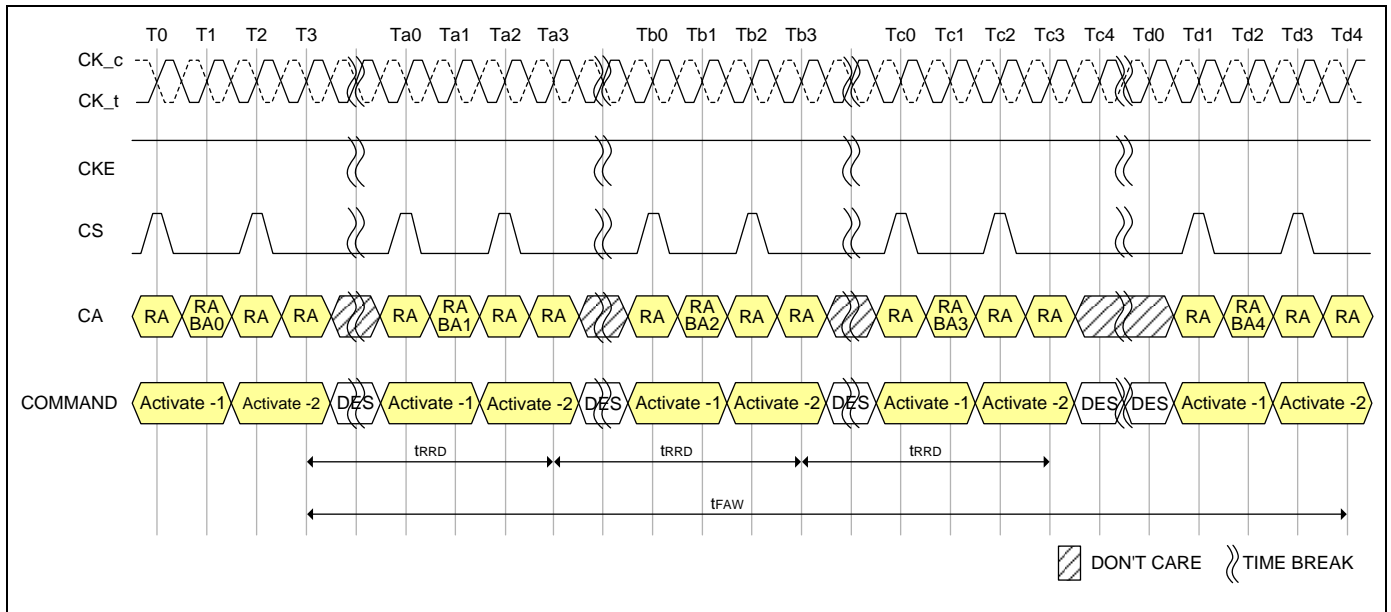 T0 T1 T2 T3 Ta0 Ta1 Ta2 Ta3 Tb0 Tb1 Tb2 Tb3 Tc0 Tc1 Tc2 Tc3 Tc4 Td0 Td1 Td2 Td3 Td4
CK_c
CK_t
CKE
CS
CA RA RA BA0 RA RA RA RA BA1 RA RA RA RA BA2 RA RA RA RA BA3 RA RA RA RA BA4 RA RA
COMMAND Activate -1 Activate -2 DES Activate -1 Activate -2 DES Activate -1 Activate -2 DES Activate -1 Activate -2 DES DES Activate -1 Activate -2
tRRD tRRD tRRD
tFAW
DON'T CARE TIME BREAK